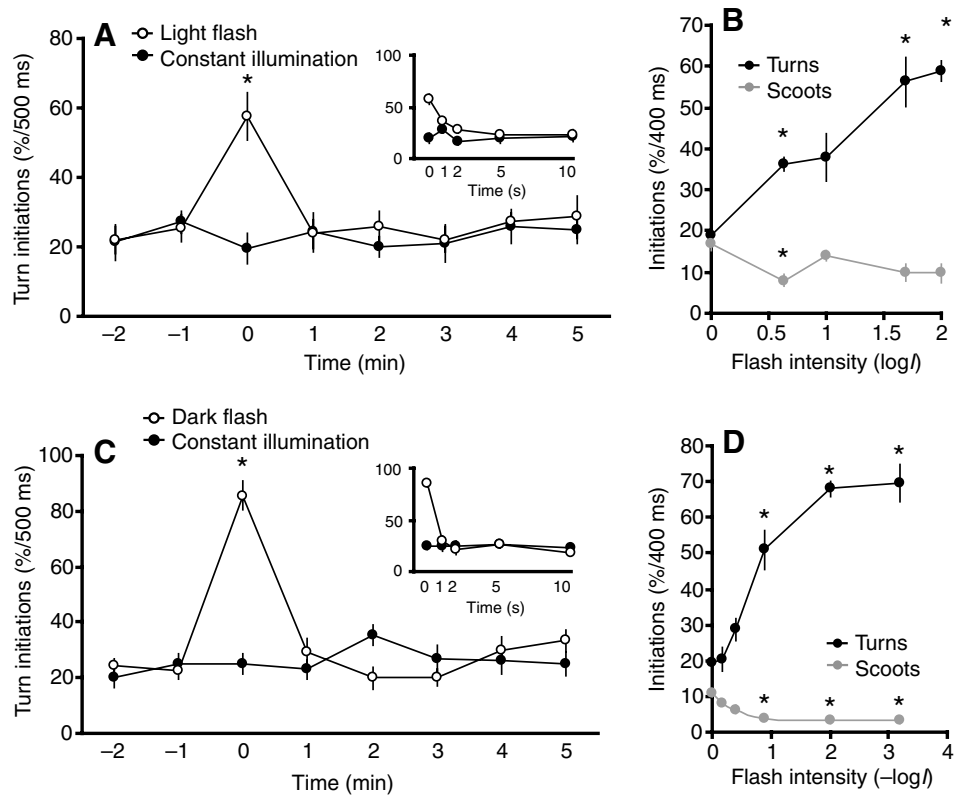 A
Light flash
Constant illumination
*
Turn initiations (%/500 ms)
80
60
40
20
0
–2 –1 0 1 2 3 4 5
Time (min)
100
50
0
0 1 2 5 10
Time (s)
B
Turns
Scoots
* * * *
*
Initiations (%/400 ms)
70
60
50
40
30
20
10
0
0 0.5 1 1.5 2
Flash intensity (logI)
C
Dark flash
Constant illumination
*
Turn initiations (%/500 ms)
100
80
60
40
20
0
–2 –1 0 1 2 3 4 5
Time (min)
100
50
0
0 1 2 5 10
Time (s)
D
* * *
Turns
Scoots
* * *
Initiations (%/400 ms)
80
70
60
50
40
30
20
10
0
0 1 2 3 4
Flash intensity (–logI)